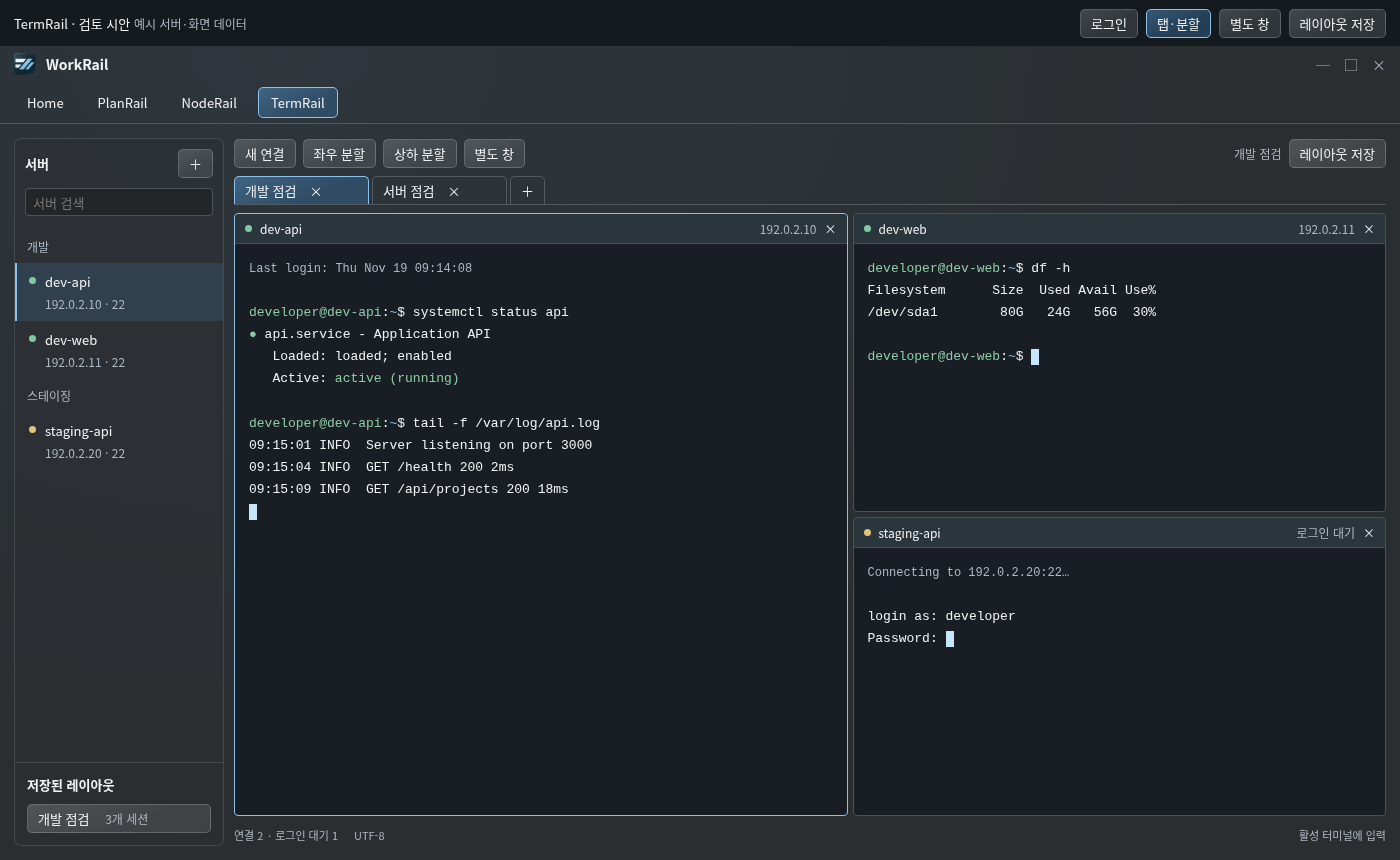 TermRail · 검토 시안 예시 서버·화면 데이터
로그인 탭·분할 별도 창 레이아웃 저장
WorkRail
Home PlanRail NodeRail TermRail
서버
서버 검색
개발
dev-api
192.0.2.10 · 22
dev-web
192.0.2.11 · 22
스테이징
staging-api
192.0.2.20 · 22
저장된 레이아웃
개발 점검 3개 세션
새 연결 좌우 분할 상하 분할 별도 창
개발 점검 레이아웃 저장
개발 점검 × 서버 점검 × +
dev-api 192.0.2.10 ×
Last login: Thu Nov 19 09:14:08
developer@dev-api:~$ systemctl status api
● api.service - Application API
Loaded: loaded; enabled
Active: active (running)
developer@dev-api:~$ tail -f /var/log/api.log
09:15:01 INFO  Server listening on port 3000
09:15:04 INFO  GET /health 200 2ms
09:15:09 INFO  GET /api/projects 200 18ms
dev-web 192.0.2.11 ×
developer@dev-web:~$ df -h
Filesystem      Size  Used Avail Use%
/dev/sda1        80G   24G   56G  30%
developer@dev-web:~$
staging-api 로그인 대기 ×
Connecting to 192.0.2.20:22…
login as: developer
Password:
연결 2 · 로그인 대기 1 UTF-8
활성 터미널에 입력